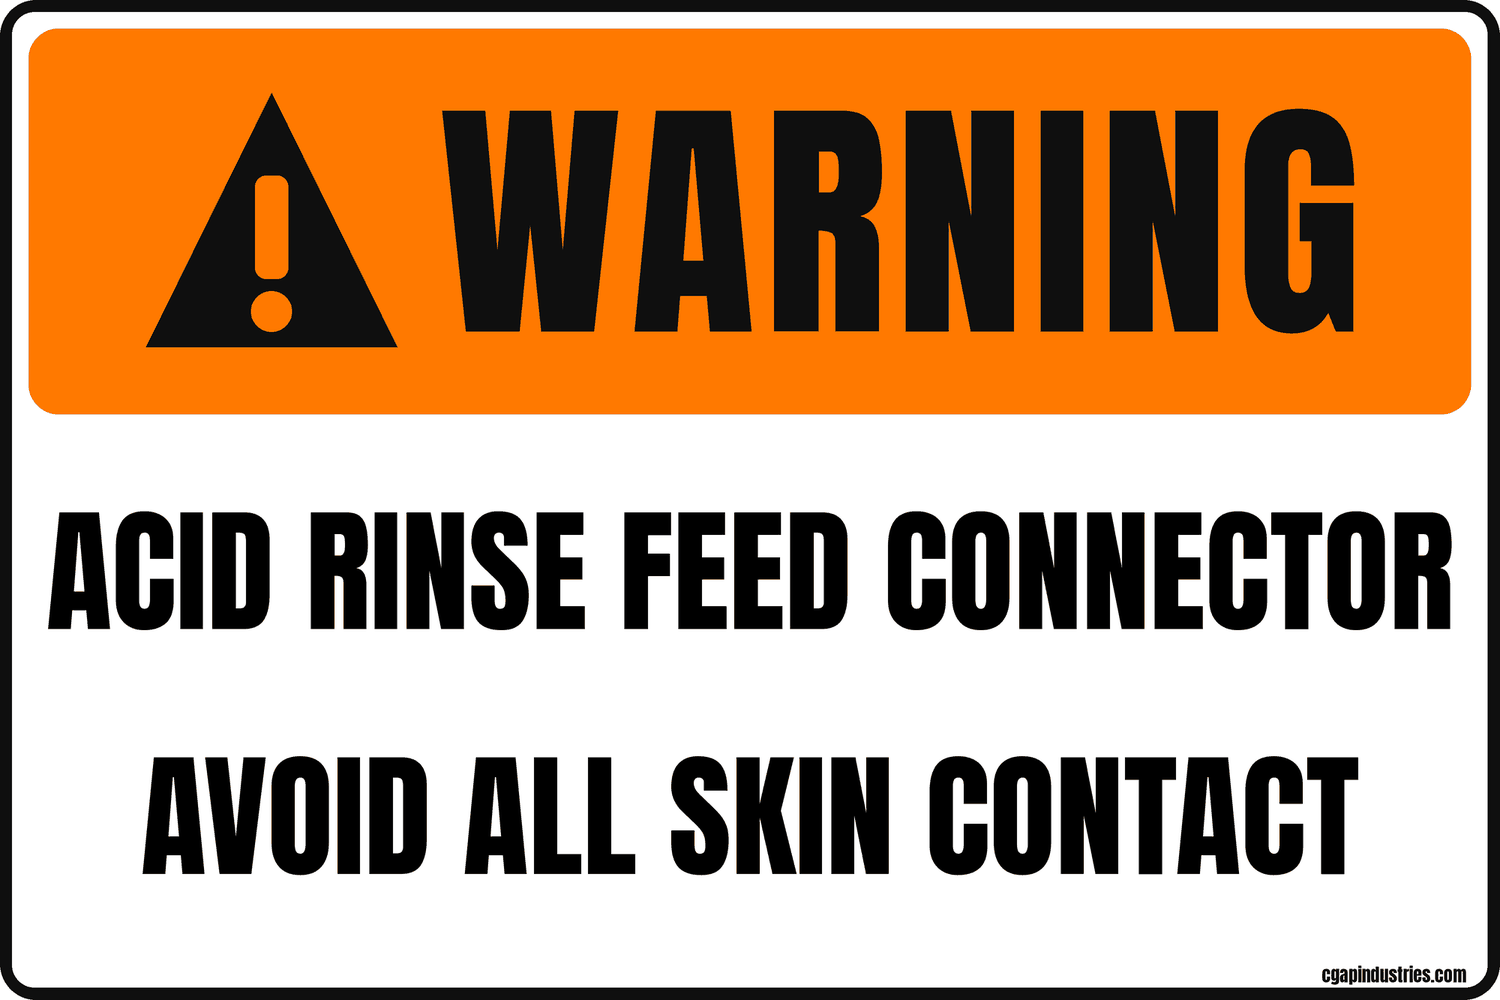 WARNING
ACID RINSE FEED CONNECTOR
AVOID ALL SKIN CONTACT
cgapindustries.com